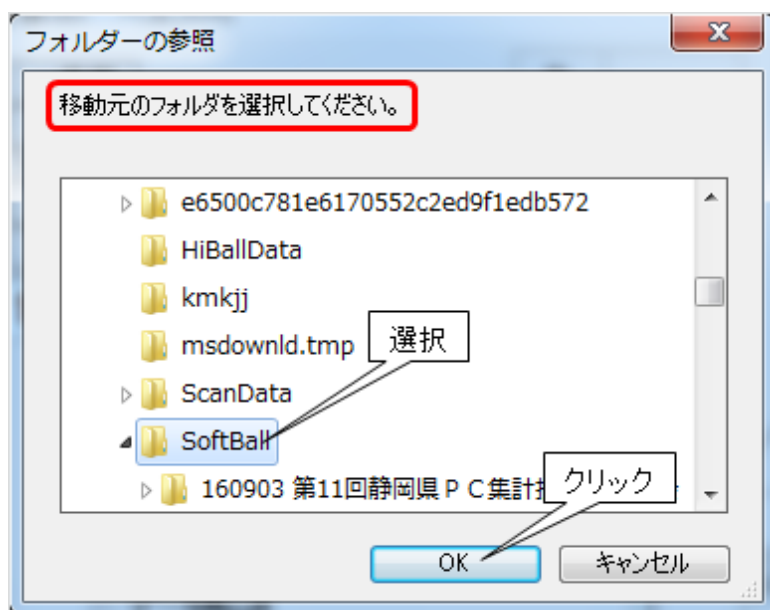 フォルダーの参照
移動元のフォルダを選択してください。
e6500c781e6170552c2ed9f1edb572
HiBallData
kmkjj
msdownld.tmp
選択
ScanData
SoftBall
160903 第11回静岡県ＰＣ集計
クリック
OK
キャンセル